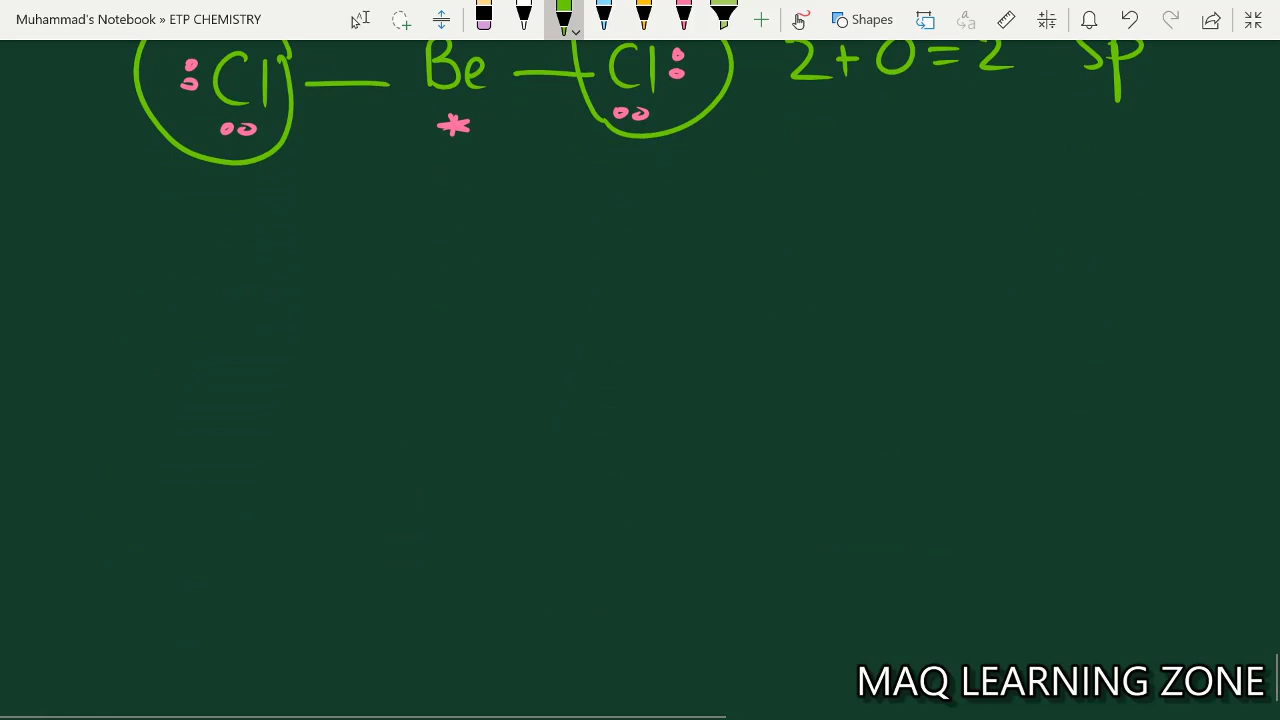 Muhammad's Notebook » ETP CHEMISTRY
Shapes
Cl — Be — Cl 2+0=2 Sp
MAQ LEARNING ZONE